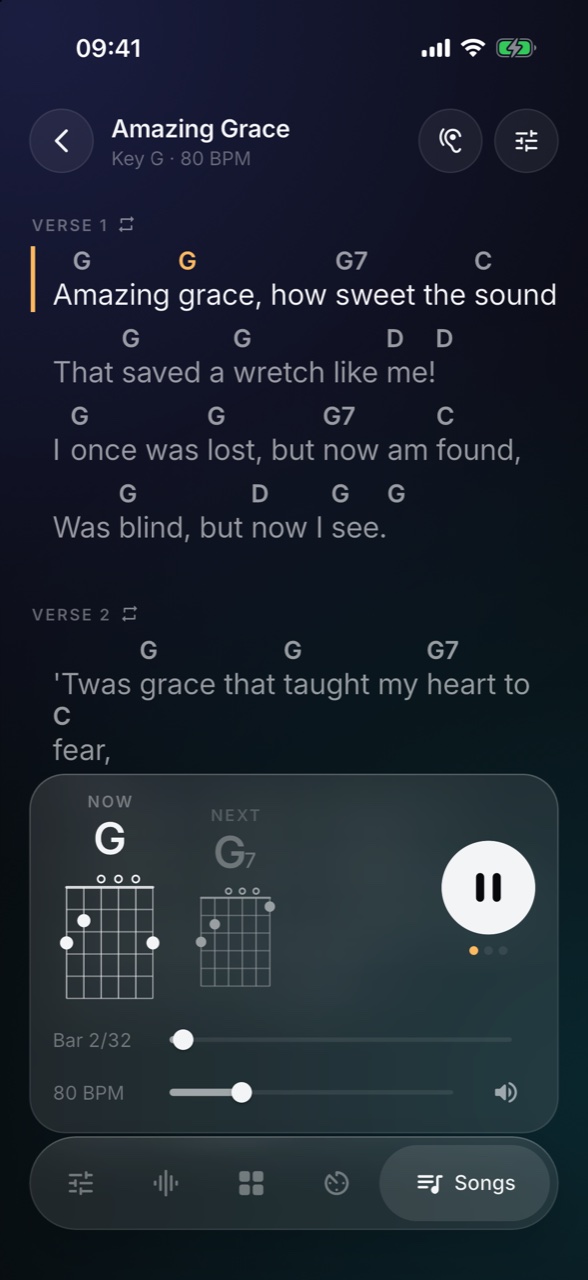 09:41
Amazing Grace
Key G · 80 BPM
VERSE 1
G G G7 C
Amazing grace, how sweet the sound
G G D D
That saved a wretch like me!
G G G7 C
I once was lost, but now am found,
G D G G
Was blind, but now I see.
VERSE 2
G G G7
'Twas grace that taught my heart to
C
fear,
NOW
G
NEXT
G7
Bar 2/32
80 BPM
Songs